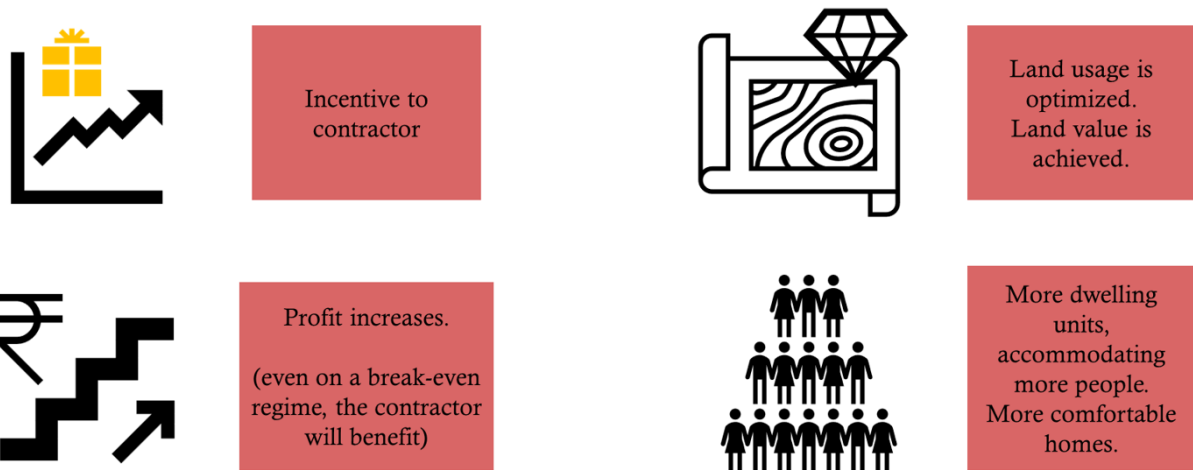 Incentive to
contractor
Land usage is
optimized.
Land value is
achieved.
₹
Profit increases.
(even on a break-even
regime, the contractor
will benefit)
More dwelling
units,
accommodating
more people.
More comfortable
homes.